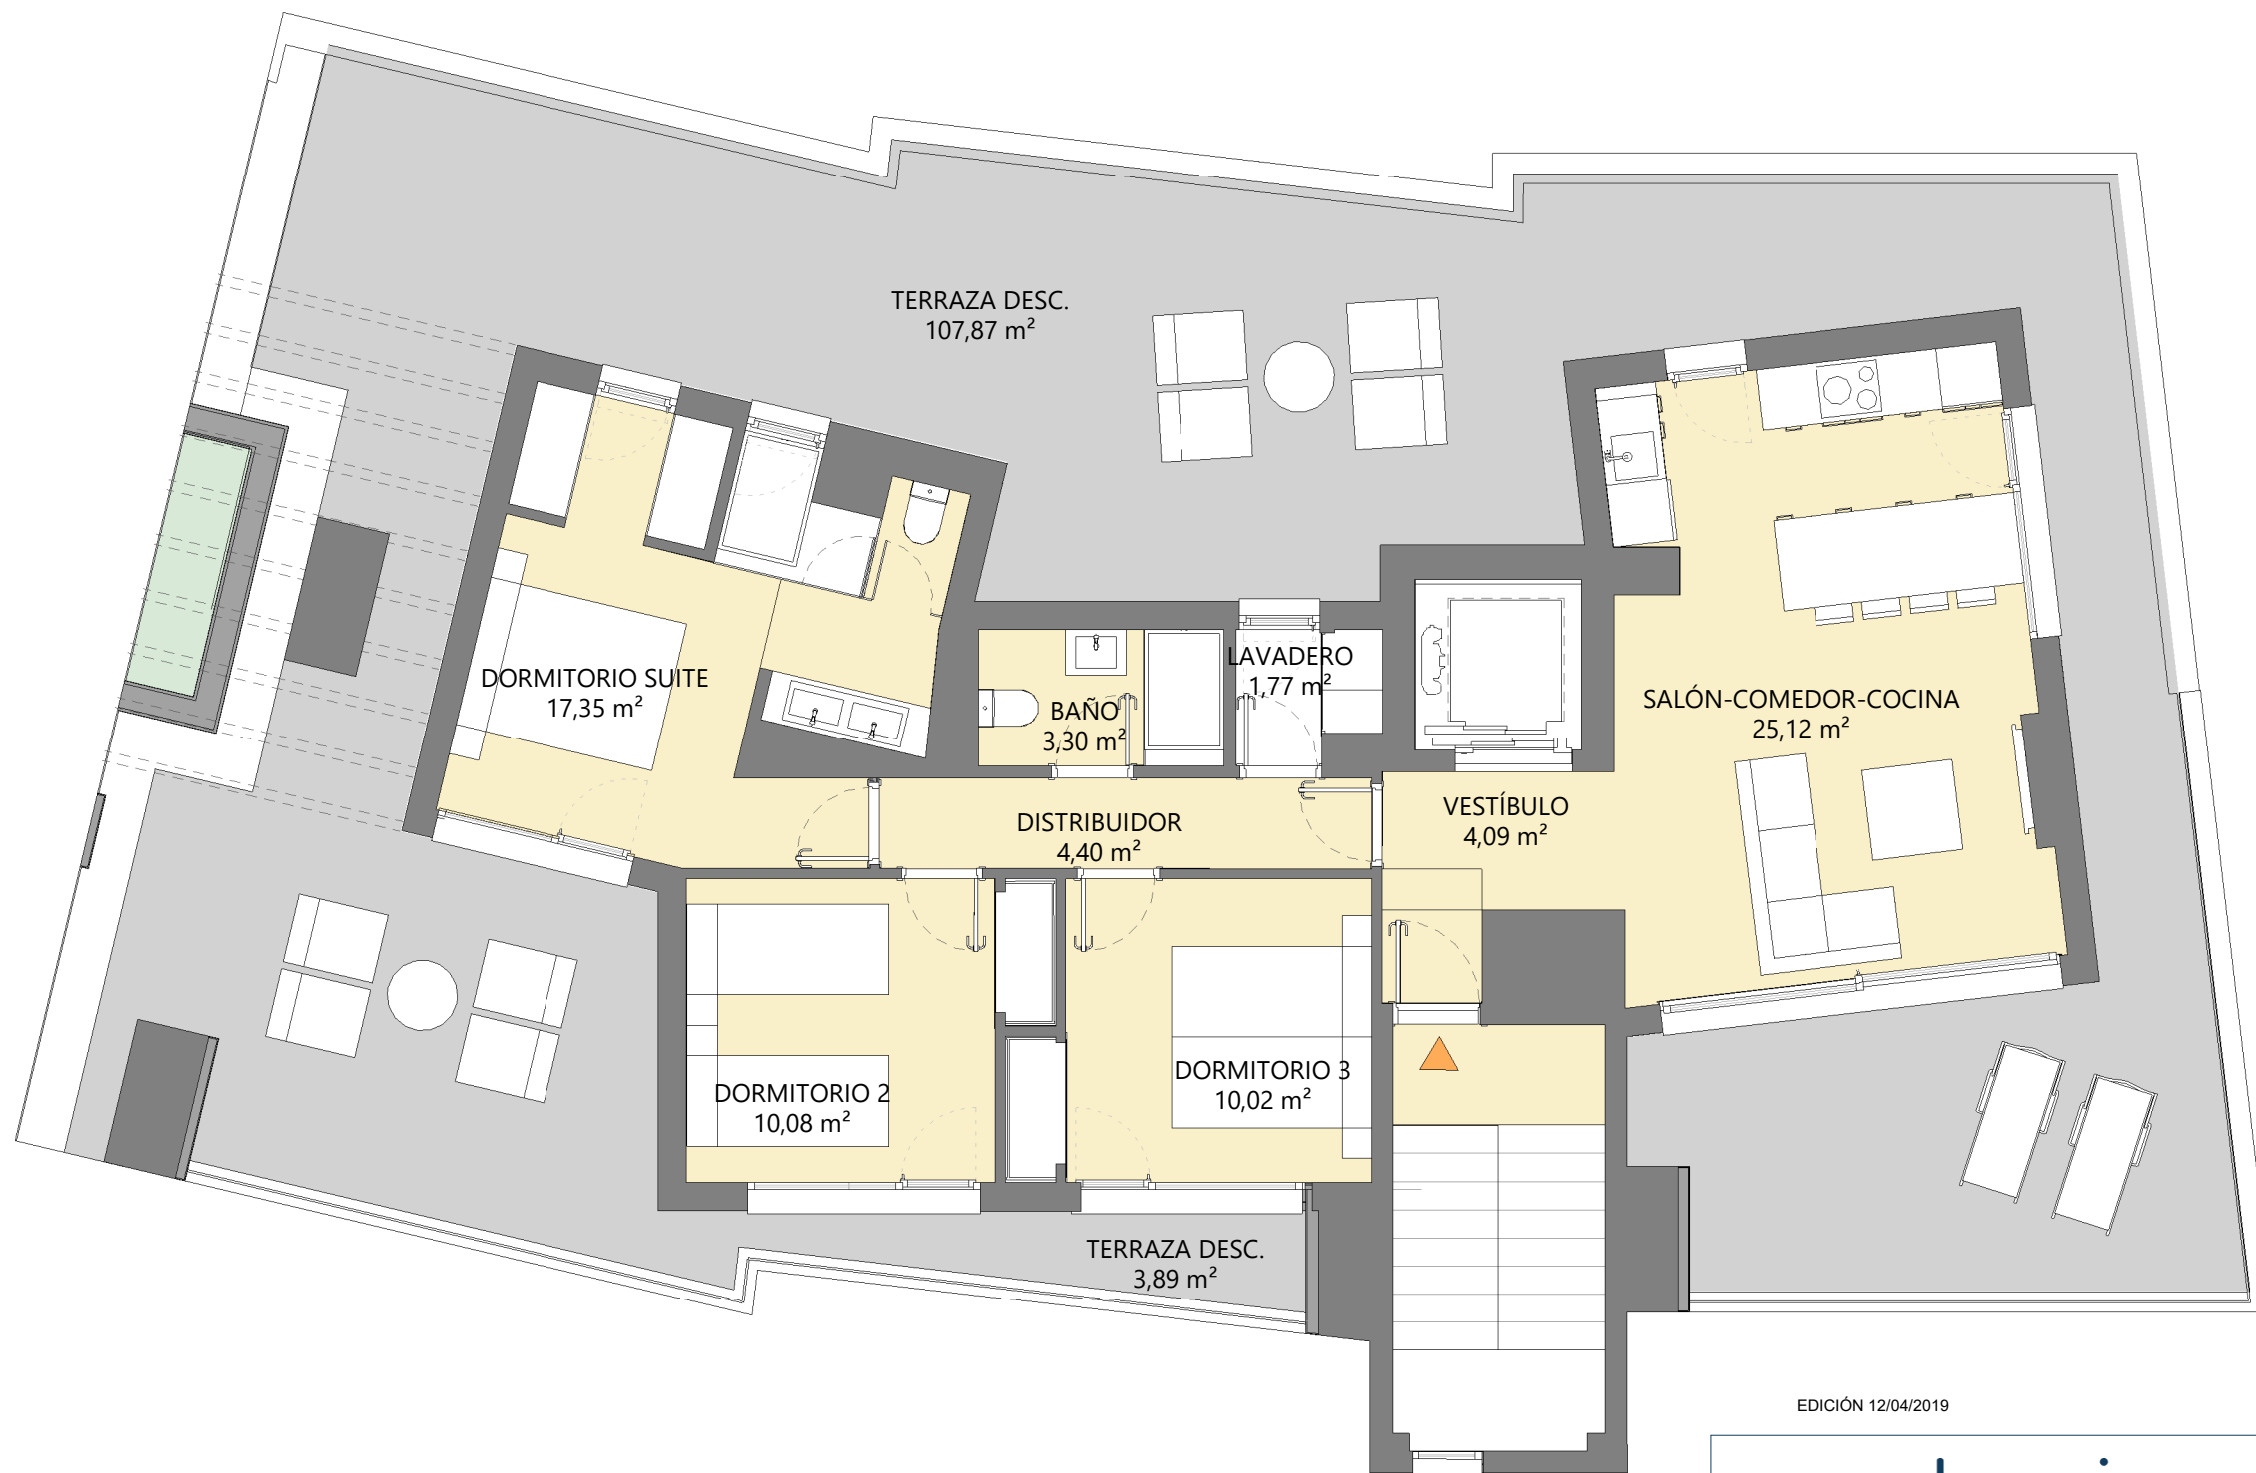 TERRAZA DESC.
107,87 m²
DORMITORIO SUITE
17,35 m²
LAVADERO
1,77 m²
BAÑO
3,30 m²
SALÓN-COMEDOR-COCINA
25,12 m²
VESTÍBULO
4,09 m²
DISTRIBUIDOR
4,40 m²
DORMITORIO 2
10,08 m²
DORMITORIO 3
10,02 m²
TERRAZA DESC.
3,89 m²
EDICIÓN 12/04/2019